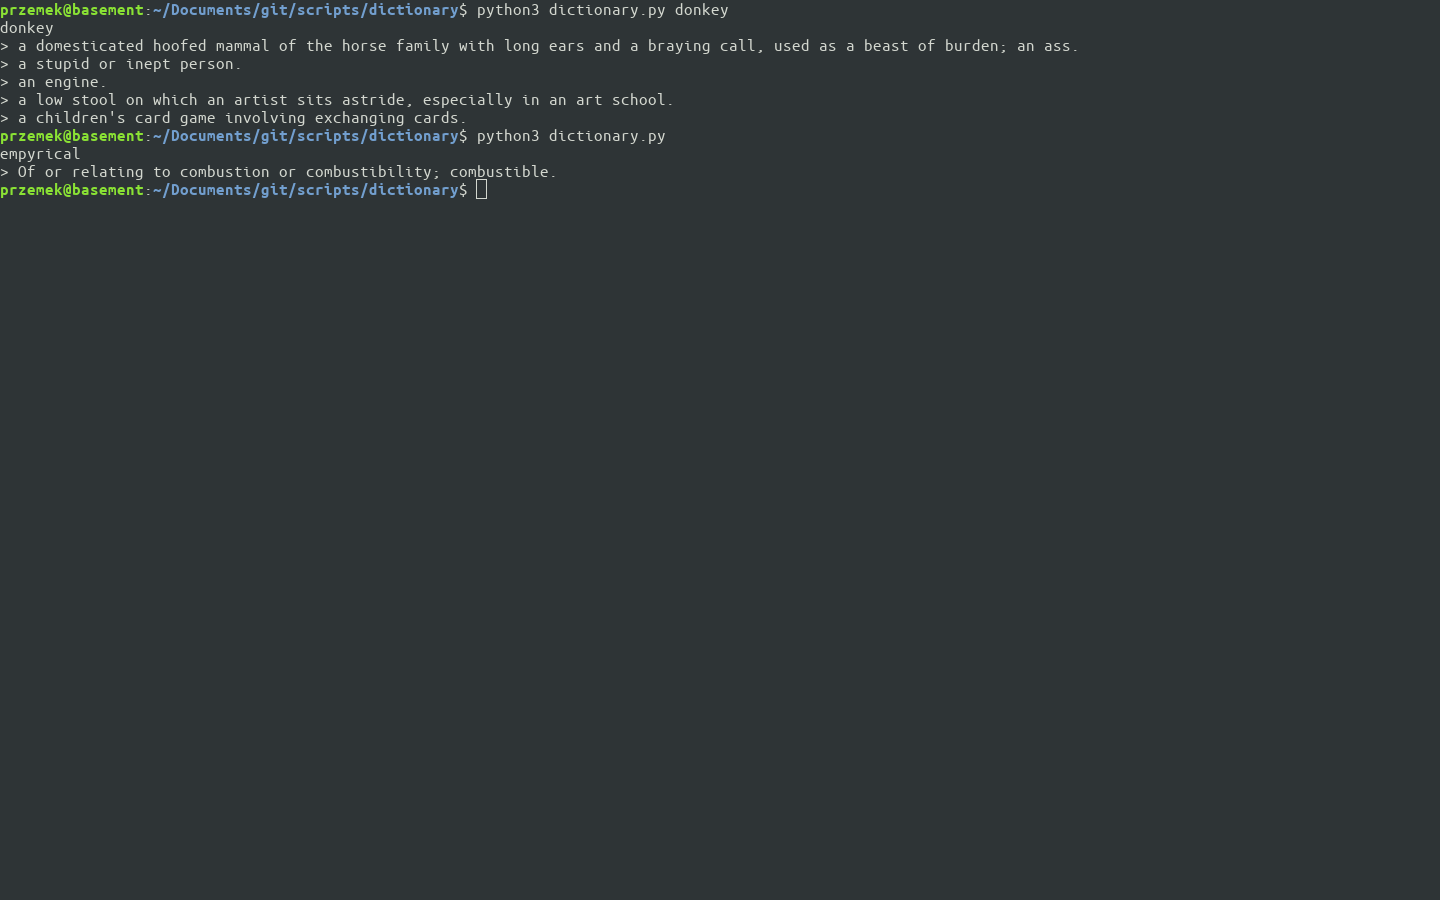 przemek@basement:~/Documents/git/scripts/dictionary$ python3 dictionary.py donkey
donkey
> a domesticated hoofed mammal of the horse family with long ears and a braying call, used as a beast of burden; an ass.
> a stupid or inept person.
> an engine.
> a low stool on which an artist sits astride, especially in an art school.
> a children's card game involving exchanging cards.
przemek@basement:~/Documents/git/scripts/dictionary$ python3 dictionary.py
empyrical
> Of or relating to combustion or combustibility; combustible.
przemek@basement:~/Documents/git/scripts/dictionary$